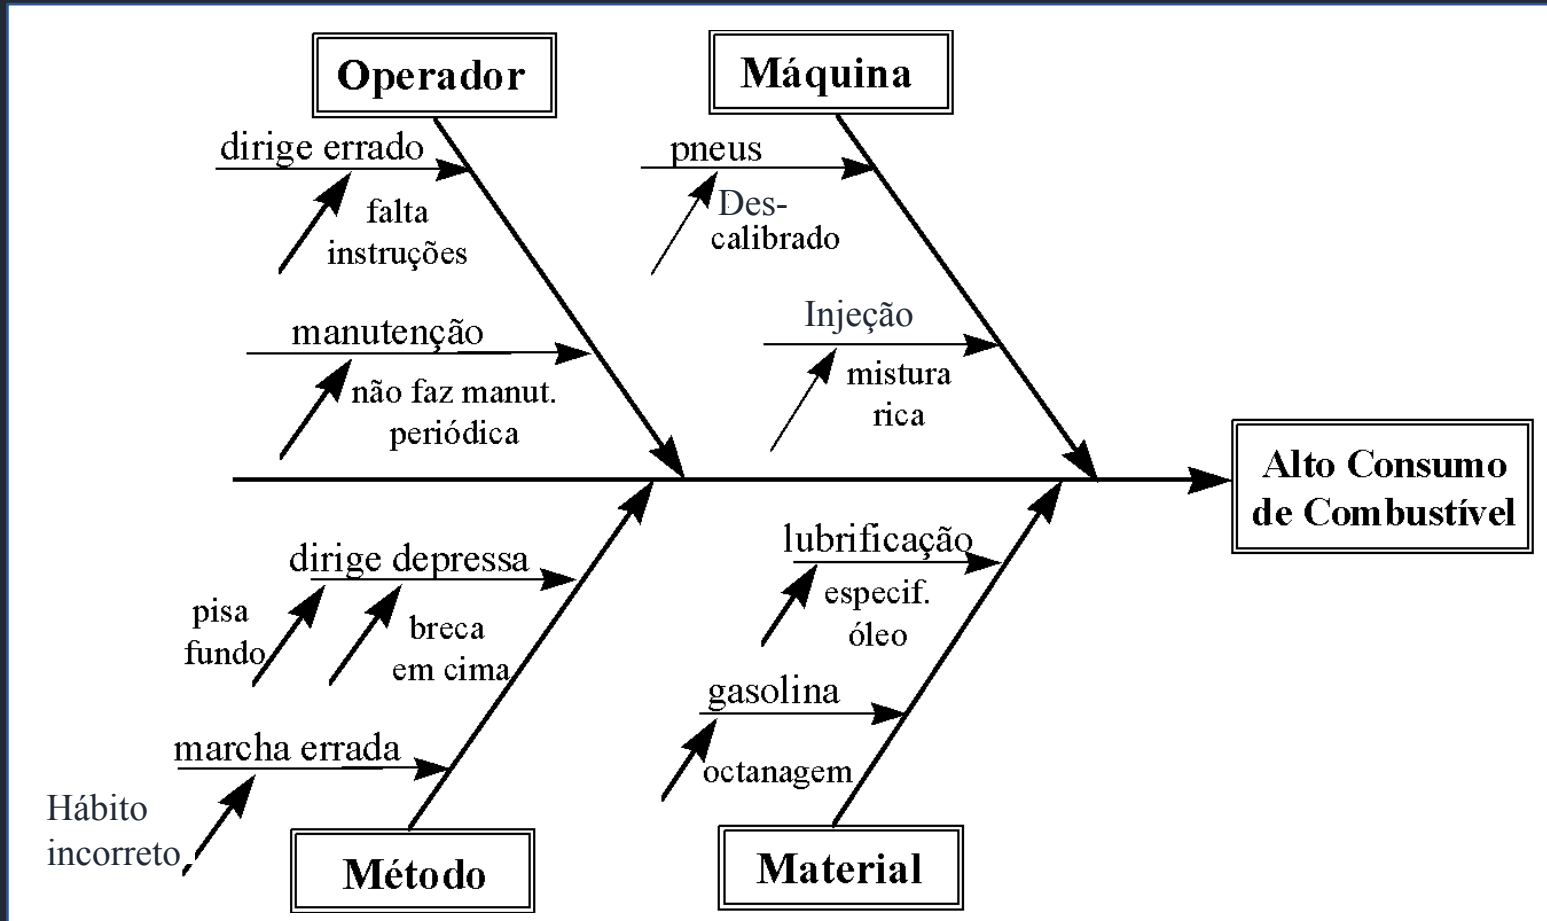 Operador
Máquina
dirige errado
falta
instruções
manutenção
não faz manut.
periódica
pneus
Des-
calibrado
Injeção
mistura
rica
Alto Consumo
de Combustível
dirige depressa
pisa
fundo
breca
em cima
marcha errada
Hábito
incorreto
Método
lubrificação
especif.
óleo
gasolina
octanagem
Material